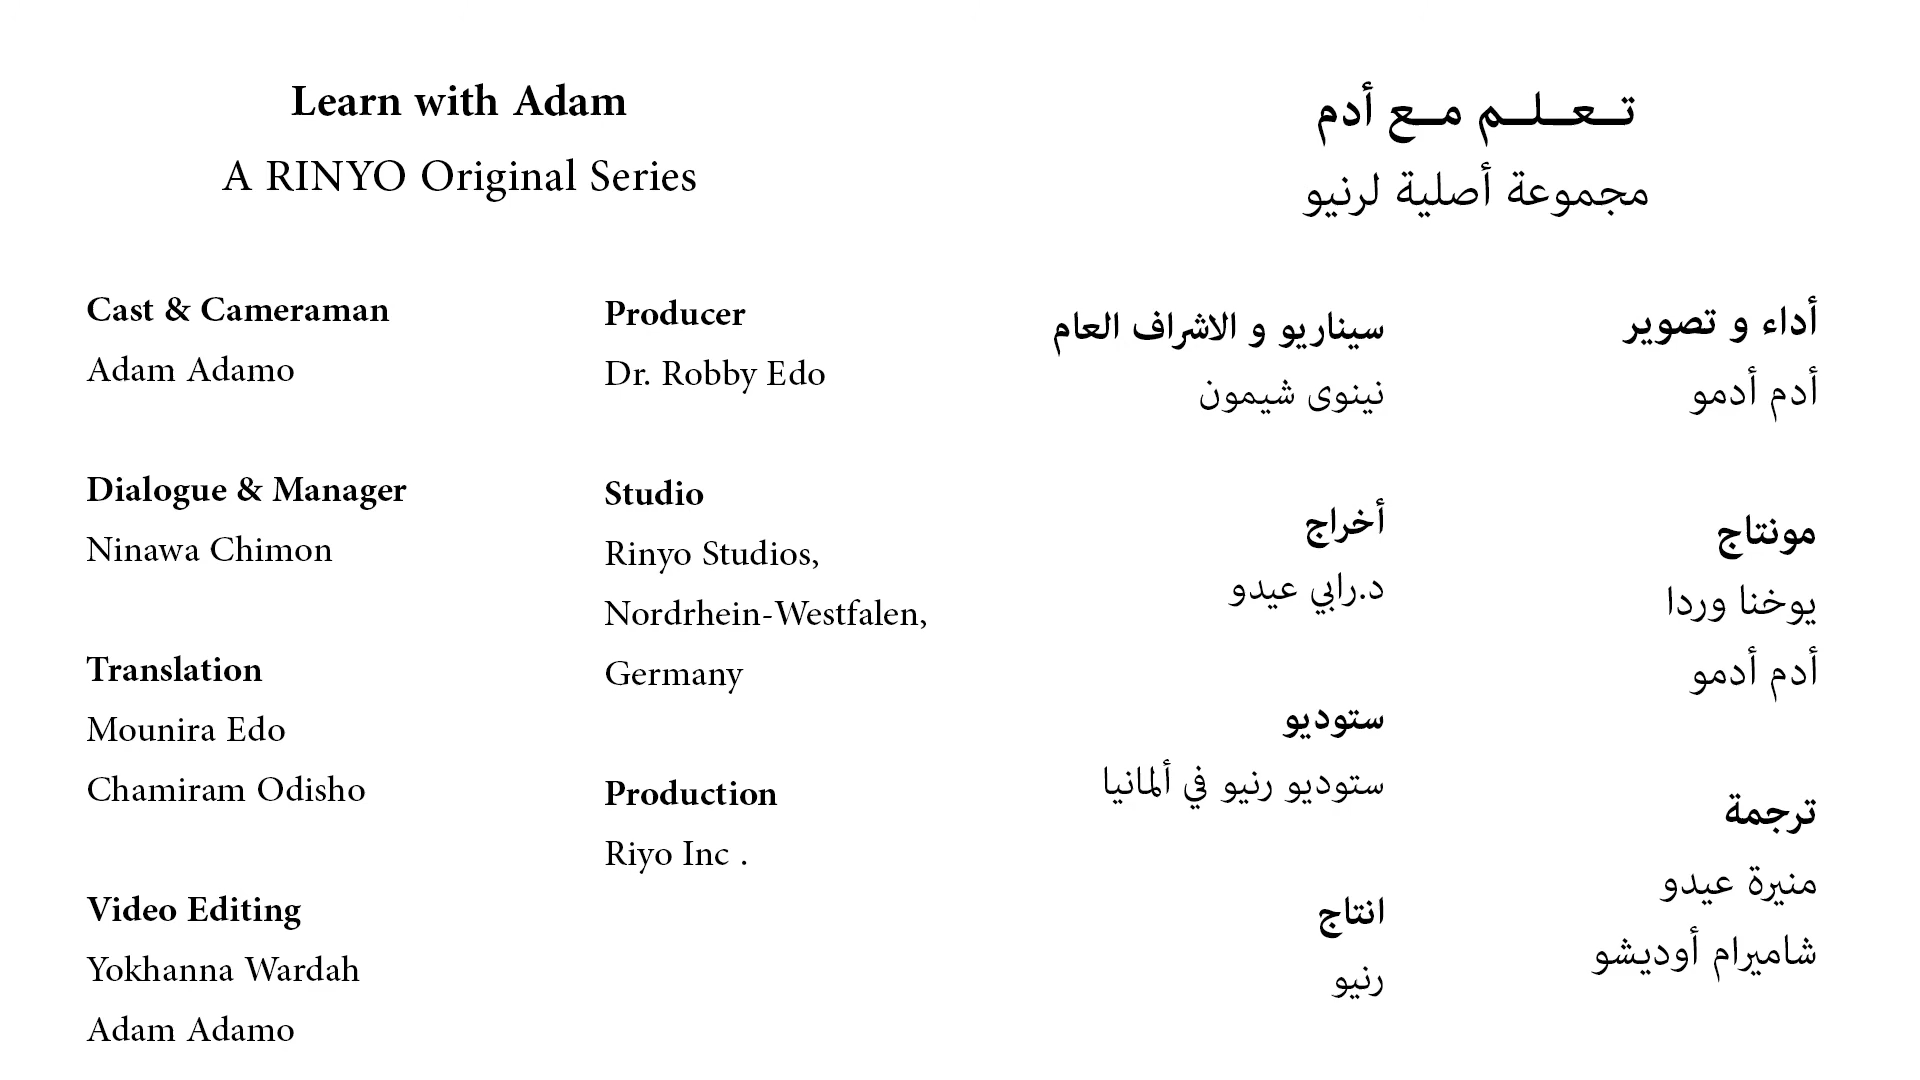 Learn with Adam
A RINYO Original Series
Cast & Cameraman
Adam Adamo
Dialogue & Manager
Ninawa Chimon
Translation
Mounira Edo
Chamiram Odisho
Video Editing
Yokhanna Wardah
Adam Adamo
Producer
Dr. Robby Edo
Studio
Rinyo Studios,
Nordrhein-Westfalen,
Germany
Production
Riyo Inc .
تـــعـــلـــم مـــع أدم
مجموعة أصلية لرنيو
أداء و تصوير
أدم أدمو
مونتاج
يوخنا وردا
أدم أدمو
ترجمة
منيرة عيدو
شاميرام أوديشو
سيناريو و الاشراف العام
نينوى شيمون
أخراج
د.رابي عيدو
ستوديو
ستوديو رنيو في ألمانيا
انتاج
رنيو